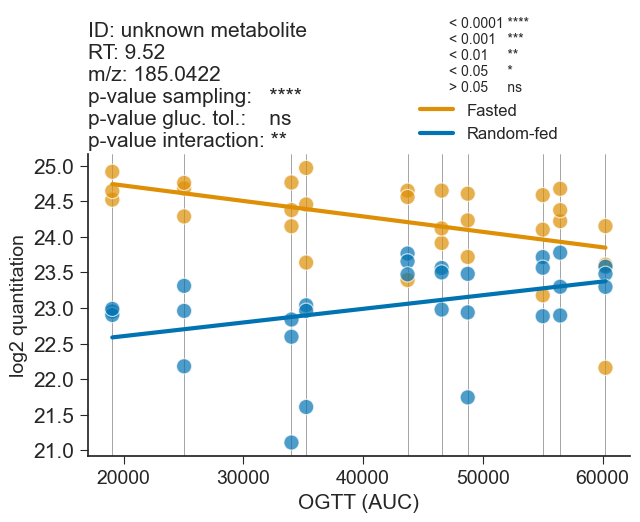 ID: unknown metabolite
RT: 9.52
m/z: 185.0422
p-value sampling: ****
p-value gluc. tol.: ns
p-value interaction: **
< 0.0001 ****
< 0.001 ***
< 0.01 **
< 0.05 *
> 0.05 ns
Fasted
Random-fed
log2 quantitation
25.0
24.5
24.0
23.5
23.0
22.5
22.0
21.5
21.0
20000 30000 40000 50000 60000
OGTT (AUC)